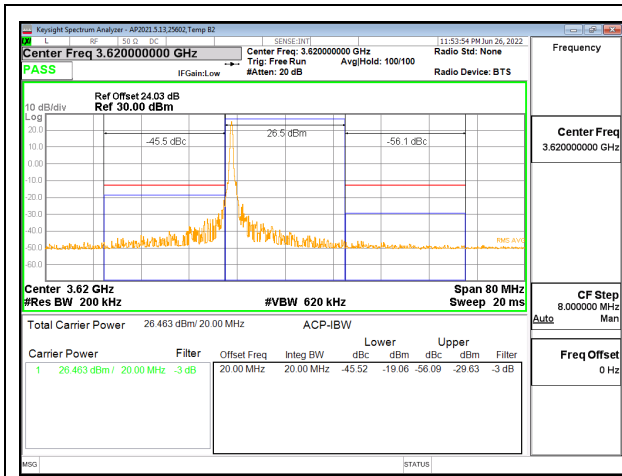 Keysight Spectrum Analyzer - AP2021.5.13,25602,Temp B2
LXI L RF 50 Ω DC SENSE:INT 11:53:54 PM Jun 26, 2022
Center Freq 3.620000000 GHz
Center Freq: 3.620000000 GHz
Radio Std: None
PASS
Trig: Free Run Avg|Hold: 100/100
IFGain:Low #Atten: 20 dB Radio Device: BTS
Frequency
Ref Offset 24.03 dB
10 dB/div Ref 30.00 dBm
Log
20.0
10.0
0.00
-10.0
-20.0
-30.0
-40.0
-50.0
-60.0
-45.5 dBc
26.5 dBm
-56.1 dBc
RMS AVG
Center 3.62 GHz Span 80 MHz
#Res BW 200 kHz #VBW 620 kHz Sweep 20 ms
Total Carrier Power 26.463 dBm/ 20.00 MHz ACP-IBW
Lower Upper
Carrier Power Filter Offset Freq Integ BW dBc dBm dBc dBm Filter
1 26.463 dBm / 20.00 MHz -3 dB 20.00 MHz 20.00 MHz -45.52 -19.06 -56.09 -29.63 -3 dB
Center Freq
3.620000000 GHz
CF Step
8.000000 MHz
Auto Man
Freq Offset
0 Hz
MSG STATUS